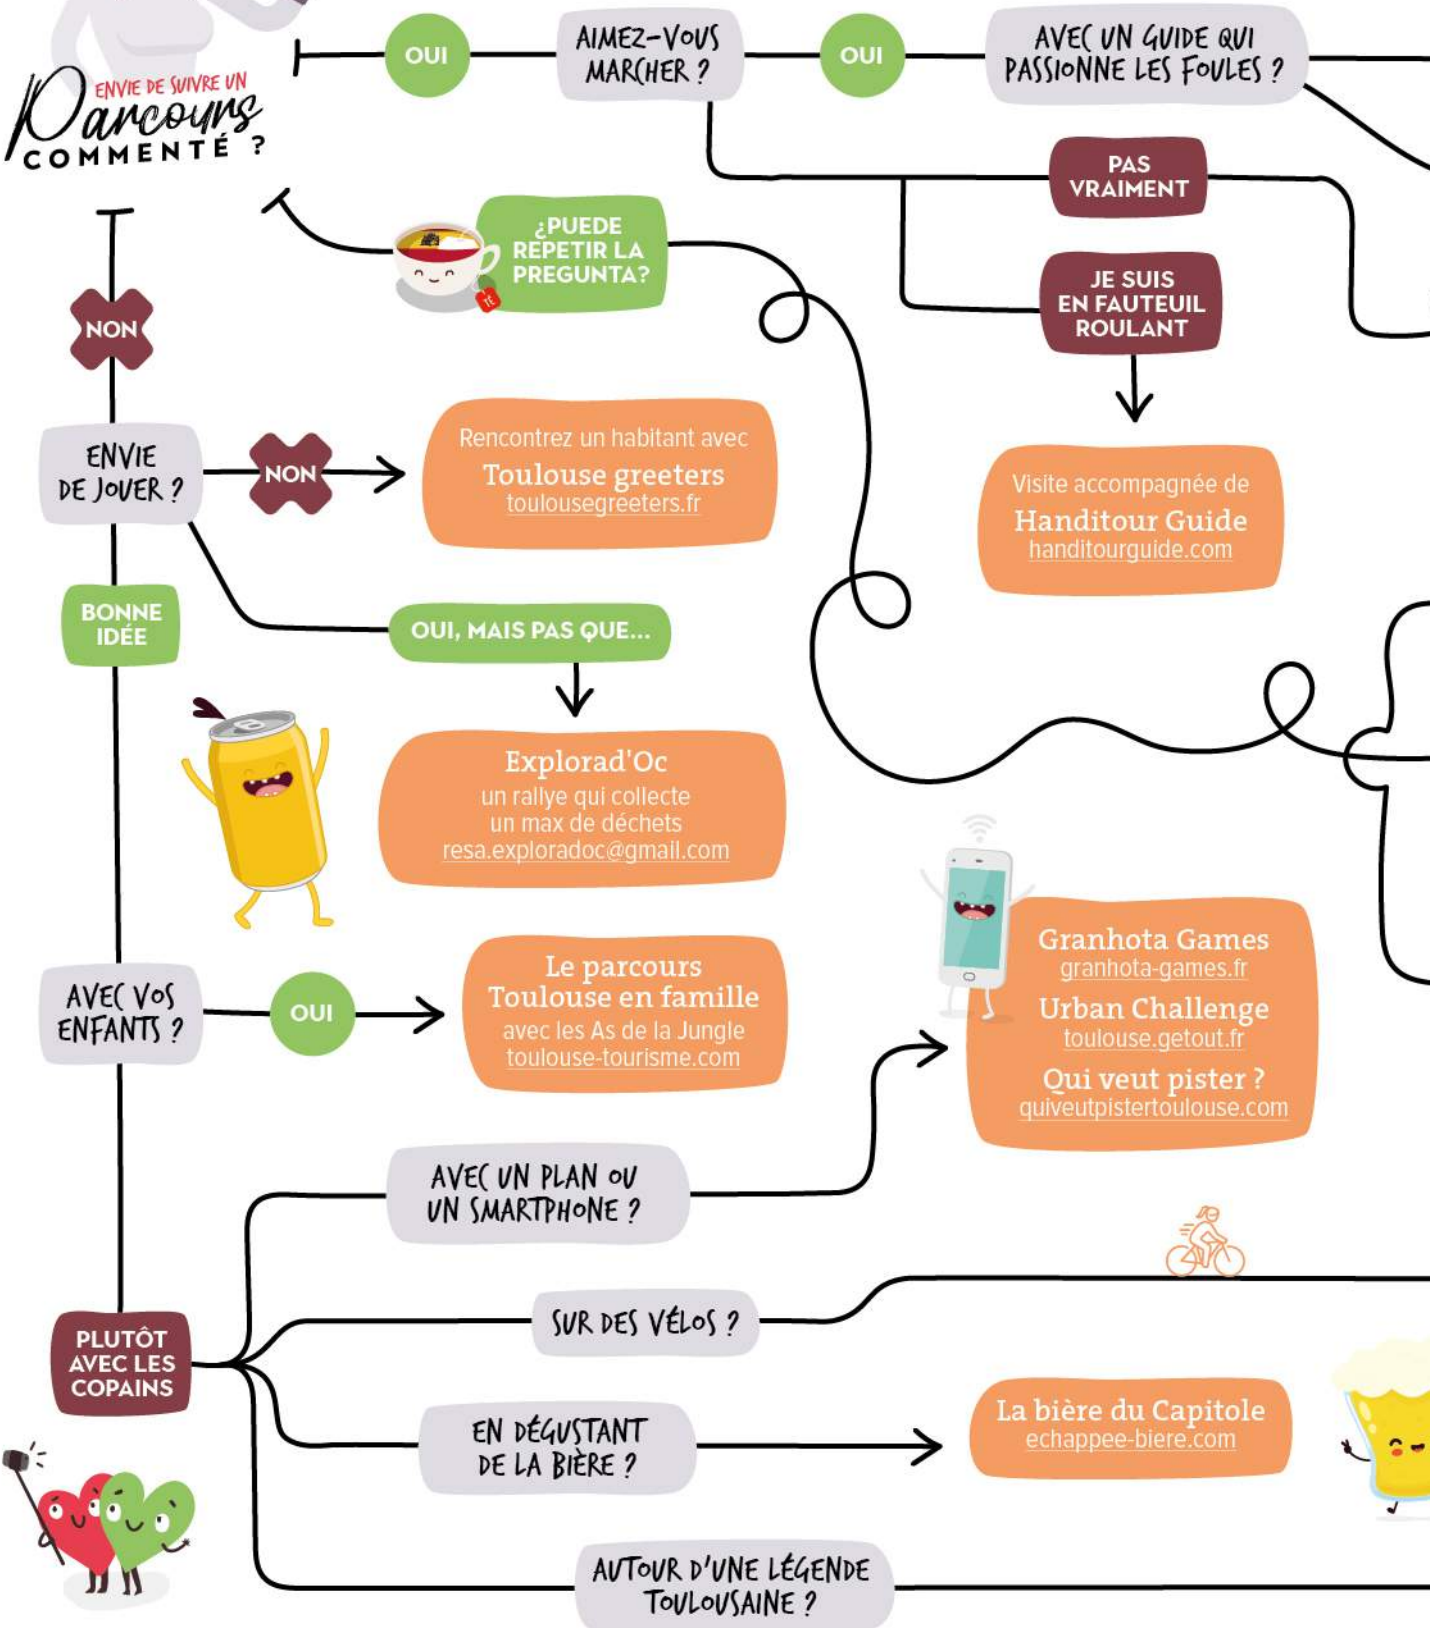 ENVIE DE SUIVRE UN
Parcours
COMMENTÉ ?
OUI
AIMEZ-VOUS
MARCHER ?
OUI
AVEC UN GUIDE QUI
PASSIONNE LES FOULES ?
PAS
VRAIMENT
JE SUIS
EN FAUTEUIL
ROULANT
Visite accompagnée de
Handitour Guide
handitourguide.com
TÉ
¿PUEDE
REPETIR LA
PREGUNTA?
NON
ENVIE
DE JOUER ?
NON
Rencontrez un habitant avec
Toulouse greeters
toulousegreeters.fr
BONNE
IDÉE
OUI, MAIS PAS QUE...
Explorad'Oc
un rallye qui collecte
un max de déchets
resa.exploradoc@gmail.com
AVEC VOS
ENFANTS ?
OUI
Le parcours
Toulouse en famille
avec les As de la Jungle
toulouse-tourisme.com
Granhota Games
granhota-games.fr
Urban Challenge
toulouse.getout.fr
Qui veut pister ?
quiveutpistertoulouse.com
PLUTÔT
AVEC LES
COPAINS
AVEC UN PLAN OU
UN SMARTPHONE ?
SUR DES VÉLOS ?
EN DÉGUSTANT
DE LA BIÈRE ?
La bière du Capitole
echappee-biere.com
AUTOUR D'UNE LÉGENDE
TOULOUSAINE ?